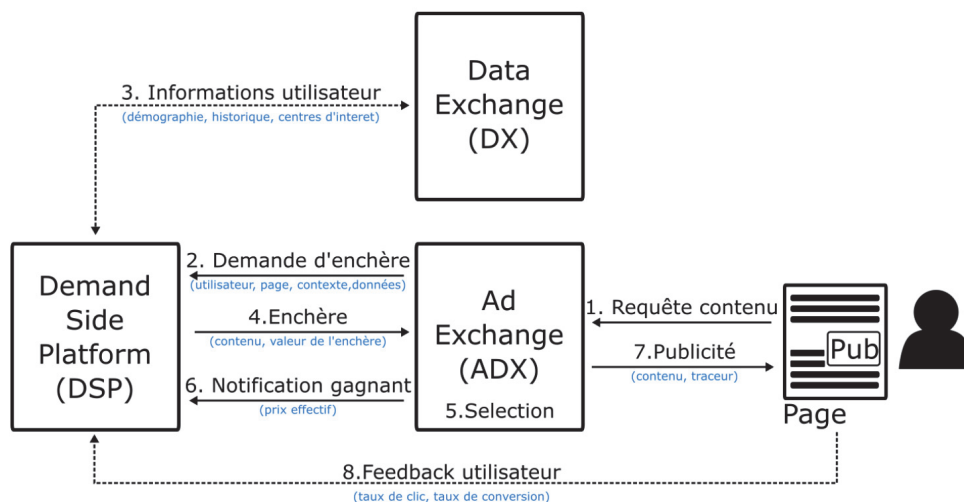 Data
Exchange
(DX)
3. Informations utilisateur
(démographie, historique, centres d'interet)
Demand
Side
Platform
(DSP)
2. Demande d'enchère
(utilisateur, page, contexte,données)
4.Enchère
(contenu, valeur de l'enchère)
6. Notification gagnant
(prix effectif)
Ad
Exchange
(ADX)
5.Selection
1. Requête contenu
7.Publicité
(contenu, traceur)
Pub
Page
8.Feedback utilisateur
(taux de clic, taux de conversion)